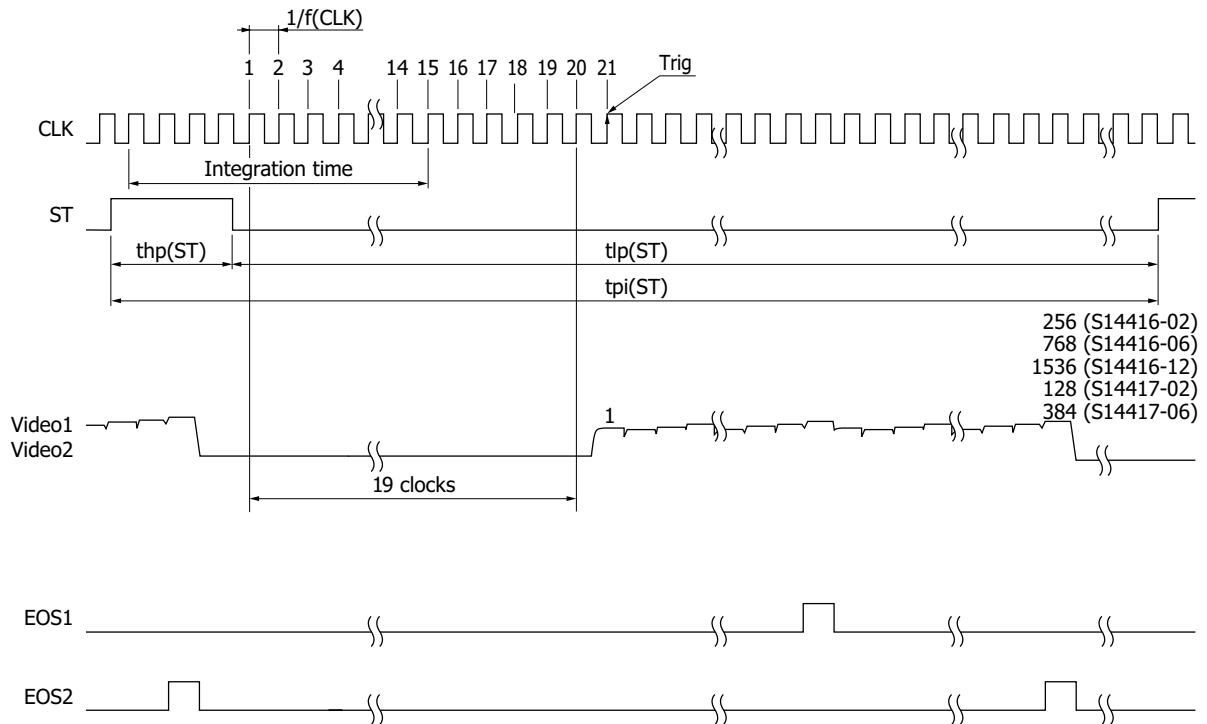 1/f(CLK)
1 2 3 4 14 15 16 17 18 19 20 21 Trig
CLK
Integration time
ST
thp(ST) tlp(ST)
tpi(ST)
256 (S14416-02)
768 (S14416-06)
1536 (S14416-12)
128 (S14417-02)
384 (S14417-06)
1
Video1
Video2
19 clocks
EOS1
EOS2